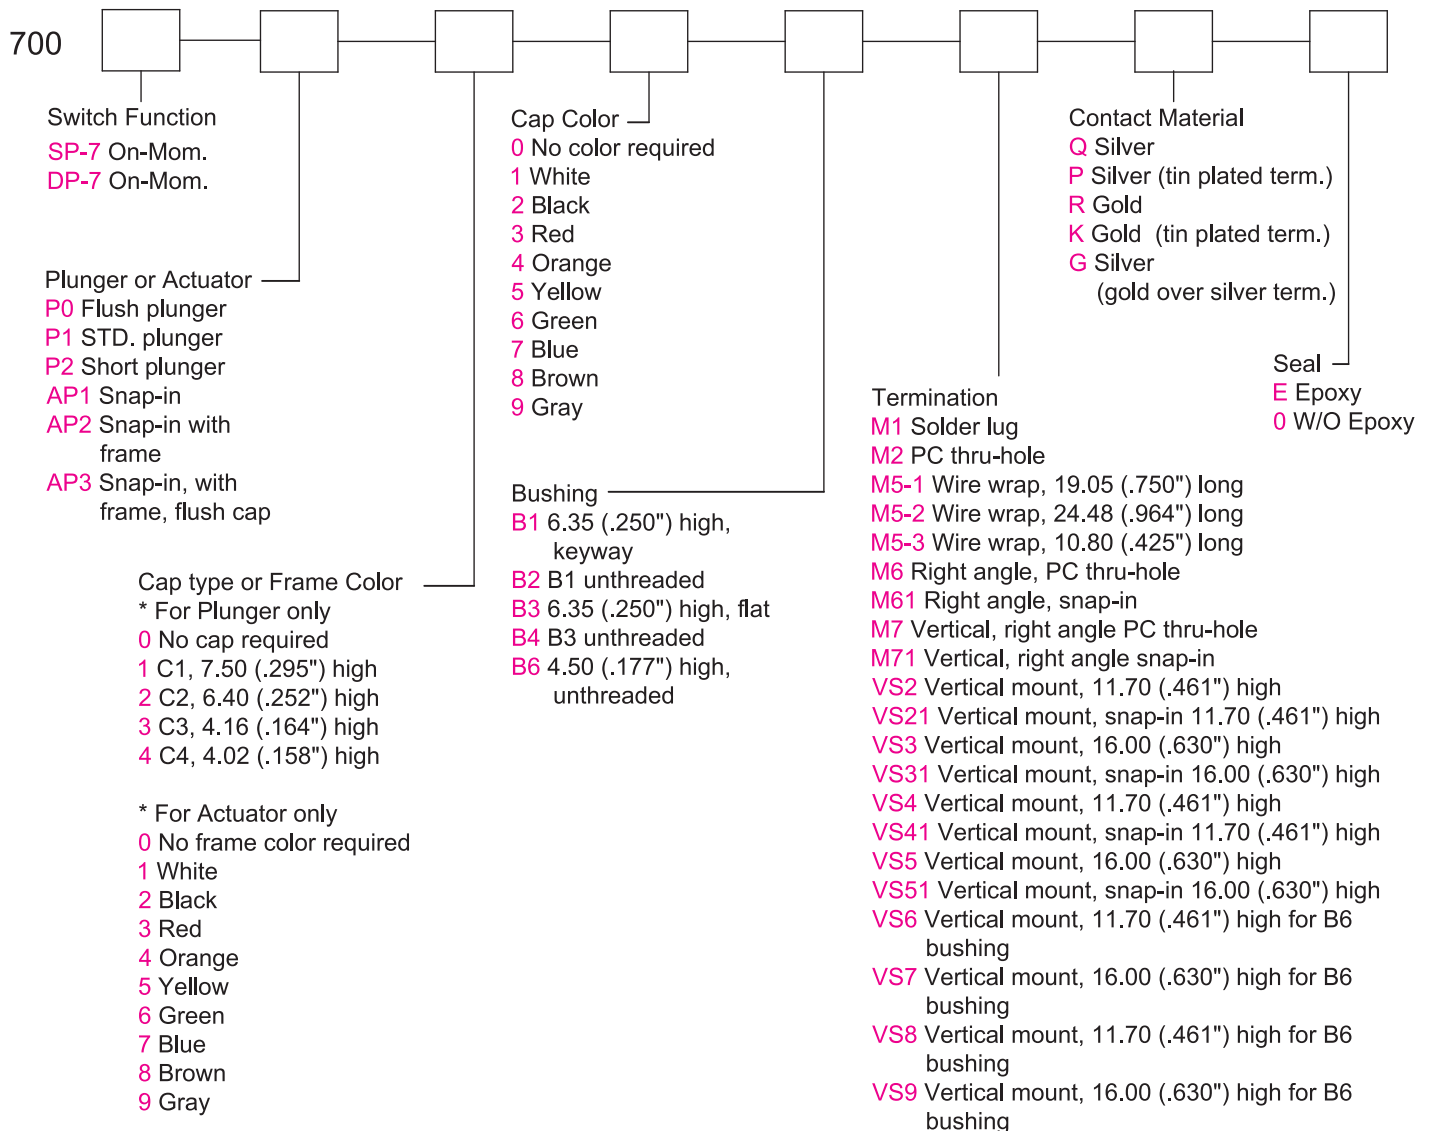 700
Switch Function
SP-7 On-Mom.
DP-7 On-Mom.
Plunger or Actuator
P0 Flush plunger
P1 STD. plunger
P2 Short plunger
AP1 Snap-in
AP2 Snap-in with
frame
AP3 Snap-in, with
frame, flush cap
Cap type or Frame Color
* For Plunger only
0 No cap required
1 C1, 7.50 (.295") high
2 C2, 6.40 (.252") high
3 C3, 4.16 (.164") high
4 C4, 4.02 (.158") high
* For Actuator only
0 No frame color required
1 White
2 Black
3 Red
4 Orange
5 Yellow
6 Green
7 Blue
8 Brown
9 Gray
Cap Color
0 No color required
1 White
2 Black
3 Red
4 Orange
5 Yellow
6 Green
7 Blue
8 Brown
9 Gray
Bushing
B1 6.35 (.250") high,
keyway
B2 B1 unthreaded
B3 6.35 (.250") high, flat
B4 B3 unthreaded
B6 4.50 (.177") high,
unthreaded
Termination
M1 Solder lug
M2 PC thru-hole
M5-1 Wire wrap, 19.05 (.750") long
M5-2 Wire wrap, 24.48 (.964") long
M5-3 Wire wrap, 10.80 (.425") long
M6 Right angle, PC thru-hole
M61 Right angle, snap-in
M7 Vertical, right angle PC thru-hole
M71 Vertical, right angle snap-in
VS2 Vertical mount, 11.70 (.461") high
VS21 Vertical mount, snap-in 11.70 (.461") high
VS3 Vertical mount, 16.00 (.630") high
VS31 Vertical mount, snap-in 16.00 (.630") high
VS4 Vertical mount, 11.70 (.461") high
VS41 Vertical mount, snap-in 11.70 (.461") high
VS5 Vertical mount, 16.00 (.630") high
VS51 Vertical mount, snap-in 16.00 (.630") high
VS6 Vertical mount, 11.70 (.461") high for B6
bushing
VS7 Vertical mount, 16.00 (.630") high for B6
bushing
VS8 Vertical mount, 11.70 (.461") high for B6
bushing
VS9 Vertical mount, 16.00 (.630") high for B6
bushing
Contact Material
Q Silver
P Silver (tin plated term.)
R Gold
K Gold (tin plated term.)
G Silver
(gold over silver term.)
Seal
E Epoxy
0 W/O Epoxy